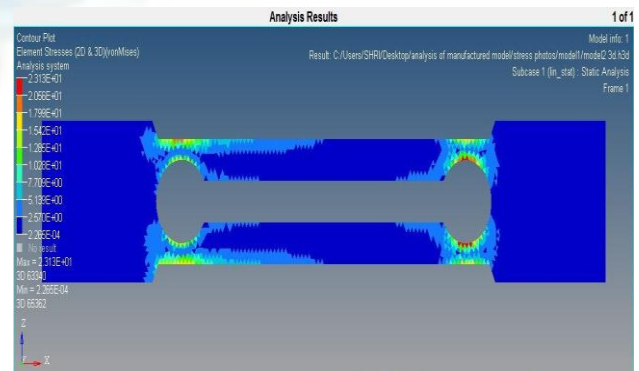 Analysis Results
1 of 1
Contour Plot
Element Stresses (2D & 3D)(vonMises)
Analysis system
2.313E+01
2.056E+01
1.799E+01
1.542E+01
1.285E+01
1.028E+01
7.709E+00
5.139E+00
2.570E+00
2.265E-04
No result
Max = 2.313E+01
3D 63340
Min = 2.265E-04
3D 65362
Model info: 1
Result: C:/Users/SHRI/Desktop/analysis of manufactured model/stress photos/model1/model2 3d.h3d
Subcase 1 (lin_stat) : Static Analysis
Frame 1
Z
Y
X